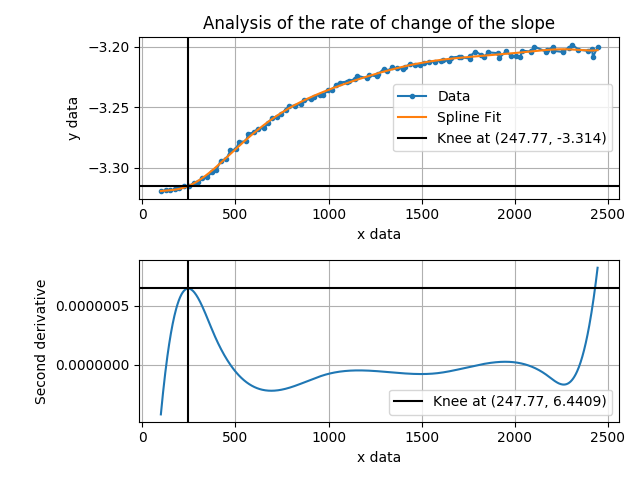 Analysis of the rate of change of the slope
−3.20
−3.25
−3.30
y data
Data
Spline Fit
Knee at (247.77, -3.314)
0 500 1000 1500 2000 2500
x data
0.0000005
0.0000000
Second derivative
Knee at (247.77, 6.4409)
0 500 1000 1500 2000 2500
x data